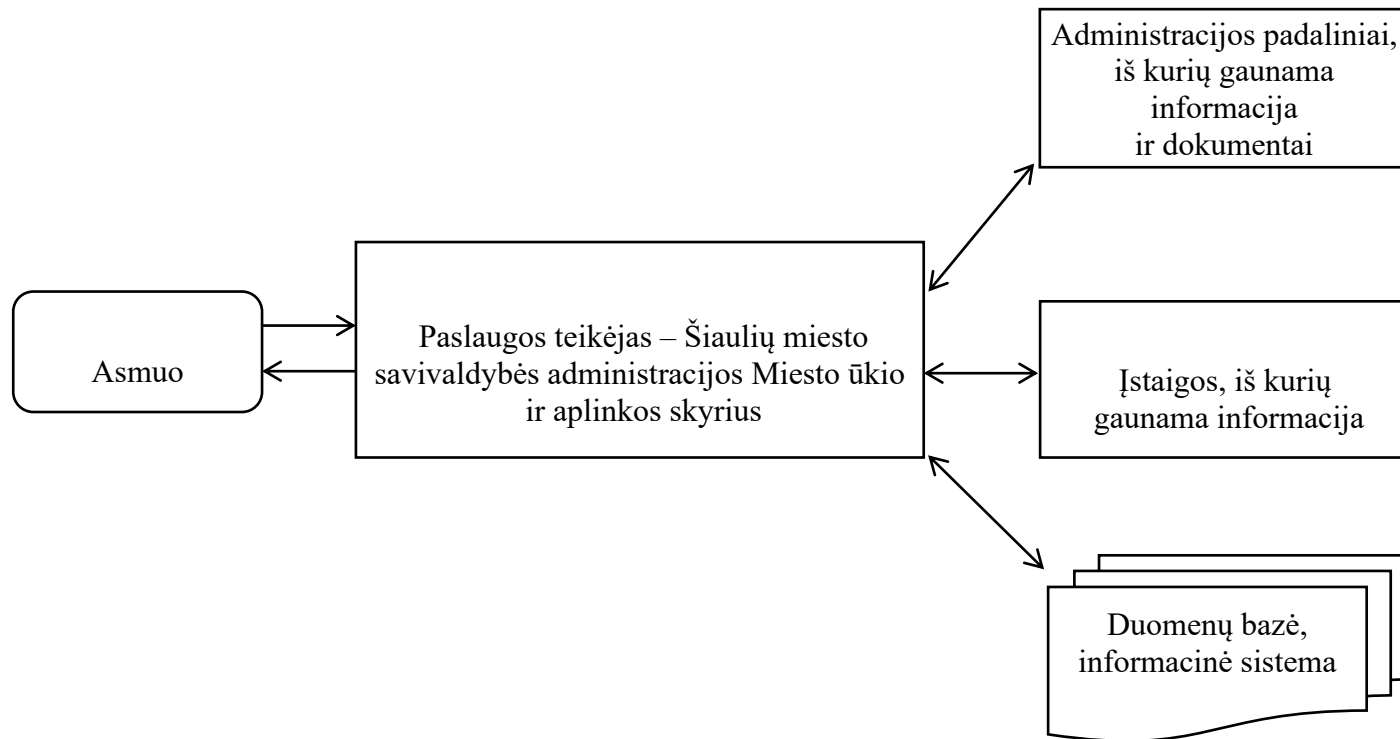 Administracijos padaliniai,
iš kurių gaunama
informacija
ir dokumentai
Asmuo
Paslaugos teikėjas – Šiaulių miesto
savivaldybės administracijos Miesto ūkio
ir aplinkos skyrius
Įstaigos, iš kurių
gaunama informacija
Duomenų bazė,
informacinė sistema